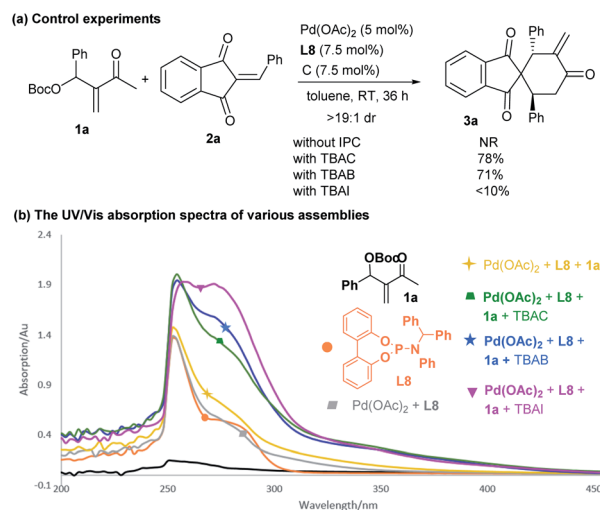 (a) Control experiments
Ph
O
BocO
1a
+
O
Ph
O
2a
Pd(OAc)2 (5 mol%)
L8 (7.5 mol%)
C (7.5 mol%)
toluene, RT, 36 h
>19:1 dr
Ph
O
O
O
Ph
3a
without IPC NR
with TBAC 78%
with TBAB 71%
with TBAI <10%
(b) The UV/Vis absorption spectra of various assemblies
2.4
1.9
1.4
0.9
0.4
-0.1
Absorption/Au
200 250 300 350 400 450
Wavelength/nm
OBoc
O
Ph
1a
O
P-N
O
Ph
Ph
Ph
L8
Pd(OAc)2 + L8
Pd(OAc)2 + L8 + 1a
Pd(OAc)2 + L8 +
1a + TBAC
Pd(OAc)2 + L8 +
1a + TBAB
Pd(OAc)2 + L8 +
1a + TBAI